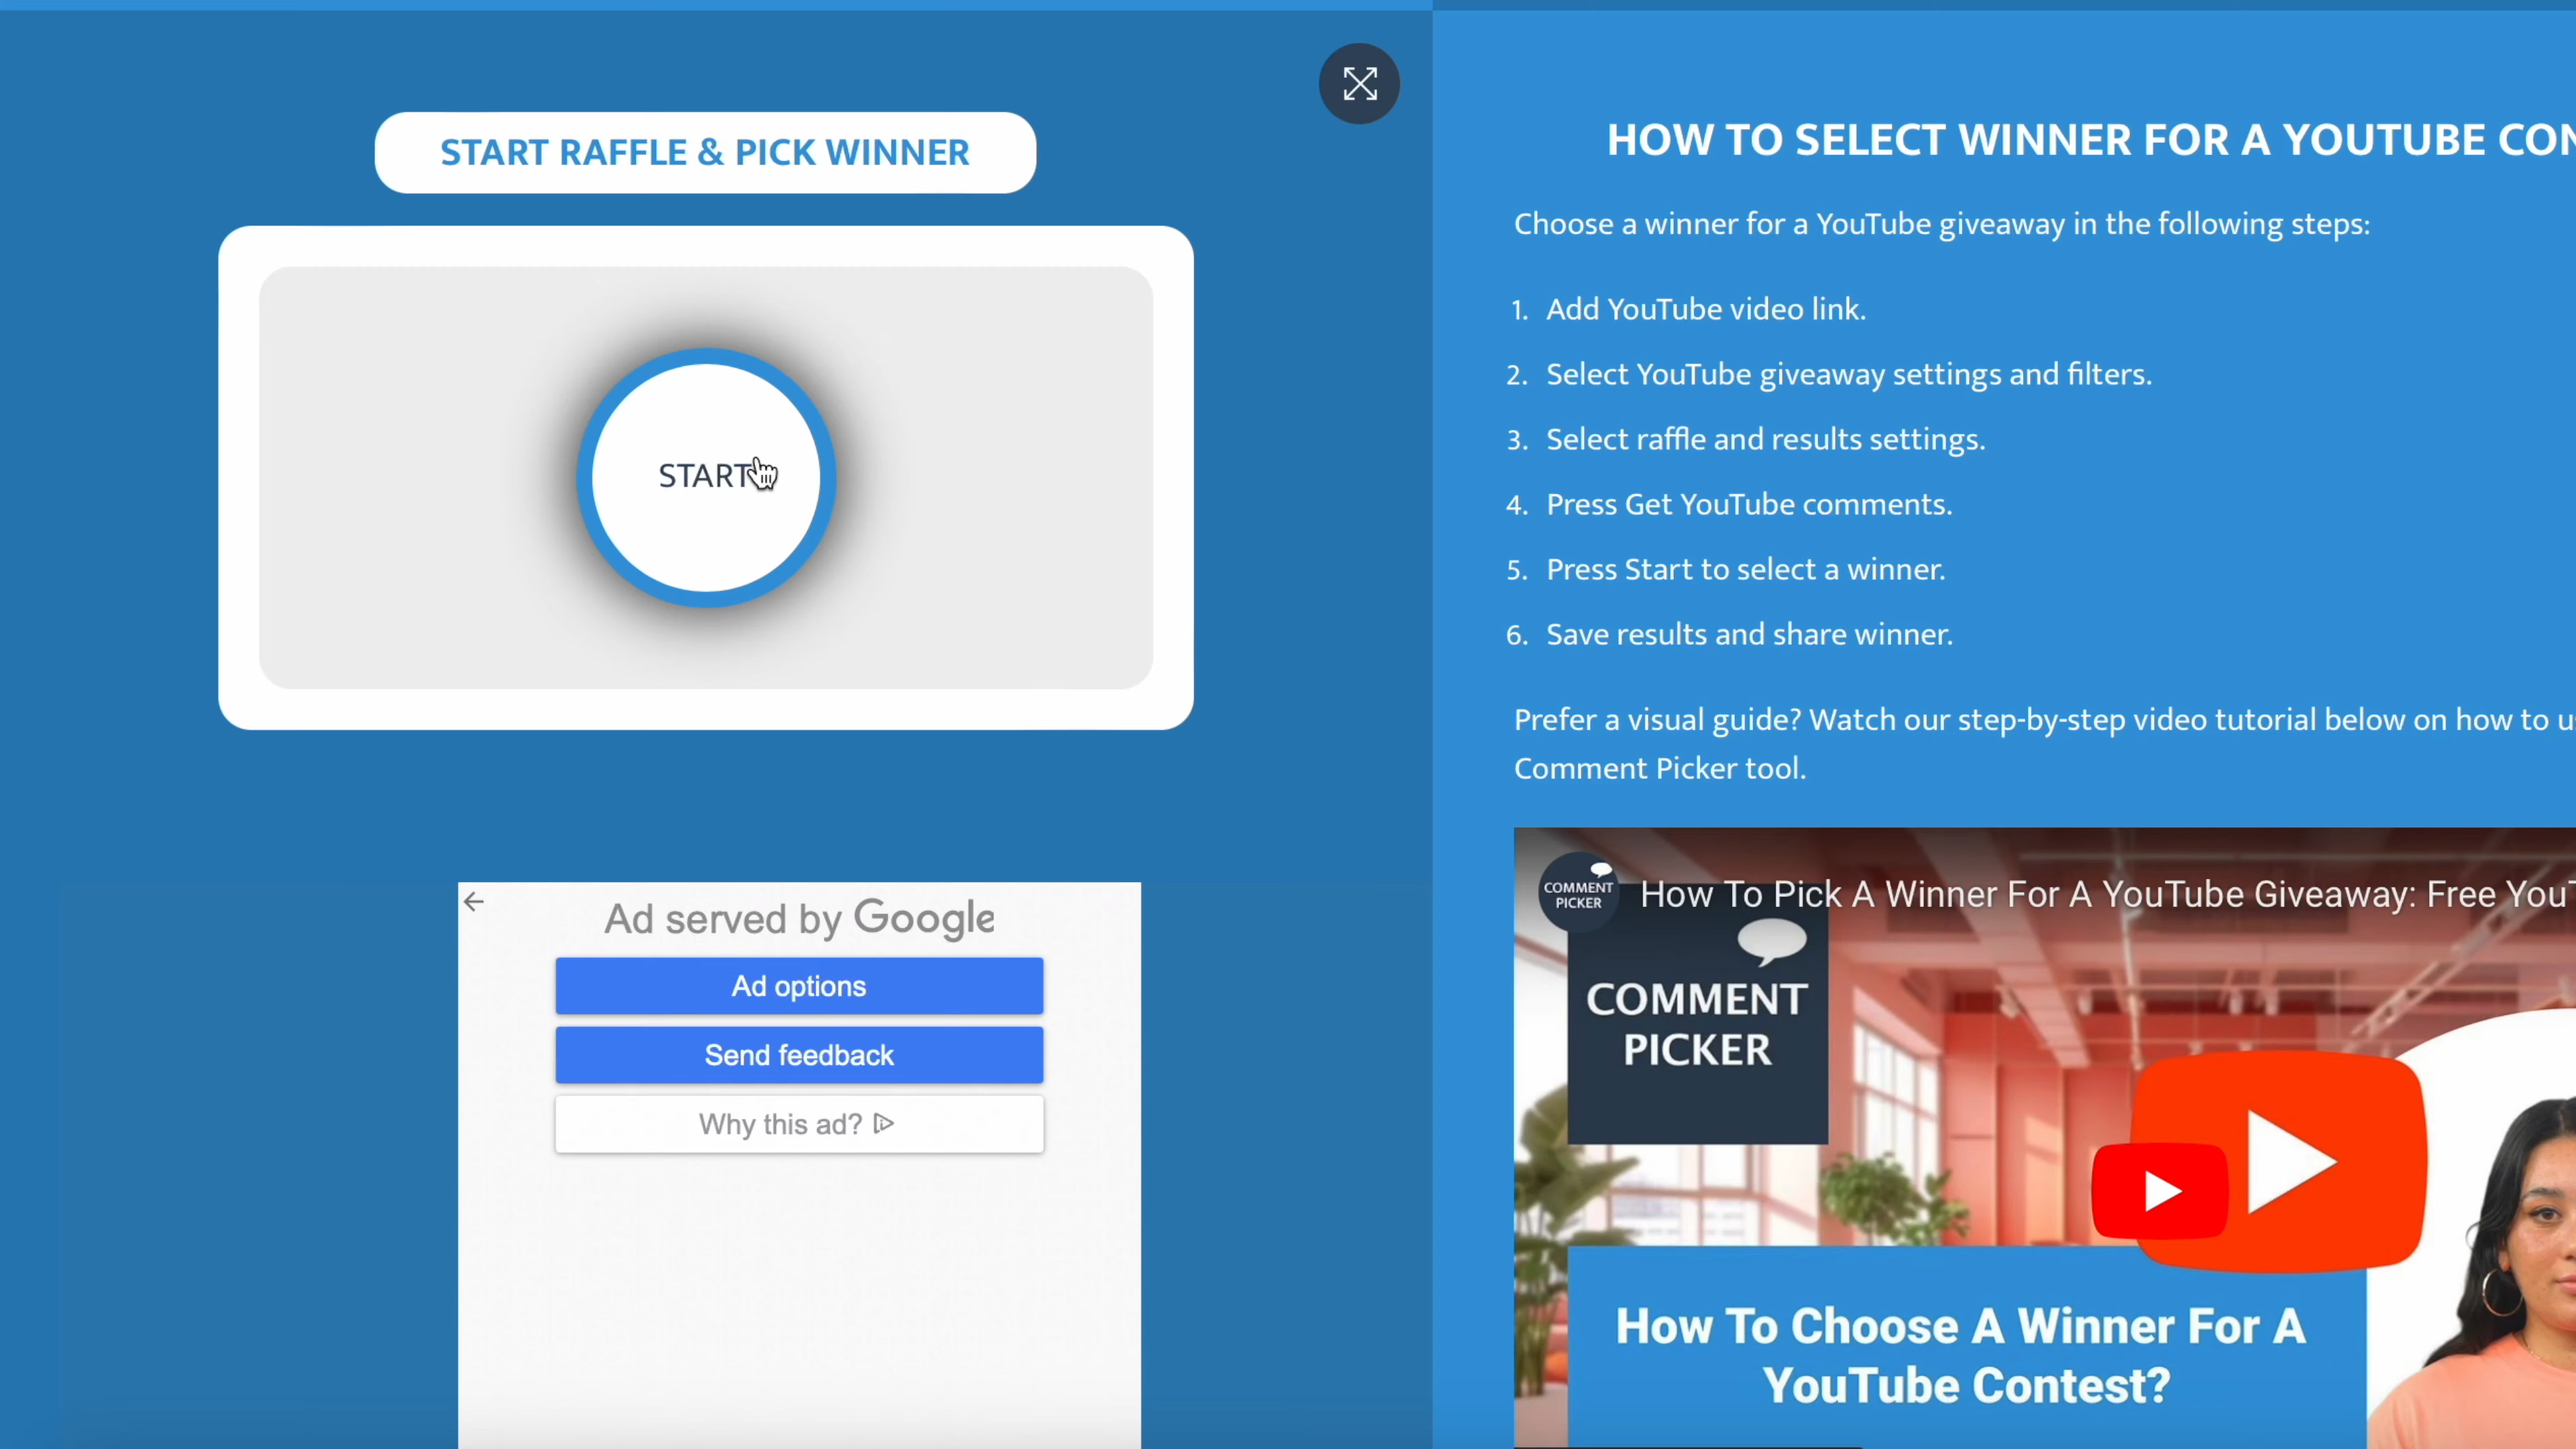 START RAFFLE & PICK WINNER
START
Ad served by Google
Ad options
Send feedback
Why this ad?
HOW TO SELECT WINNER FOR A YOUTUBE
Choose a winner for a YouTube giveaway in the following steps:
1. Add YouTube video link.
2. Select YouTube giveaway settings and filters.
3. Select raffle and results settings.
4. Press Get YouTube comments.
5. Press Start to select a winner.
6. Save results and share winner.
Prefer a visual guide? Watch our step-by-step video tutorial below on how to
Comment Picker tool.
COMMENT
PICKER
How To Pick A Winner For A YouTube Giveaway: Free
COMMENT
PICKER
How To Choose A Winner For A
YouTube Contest?